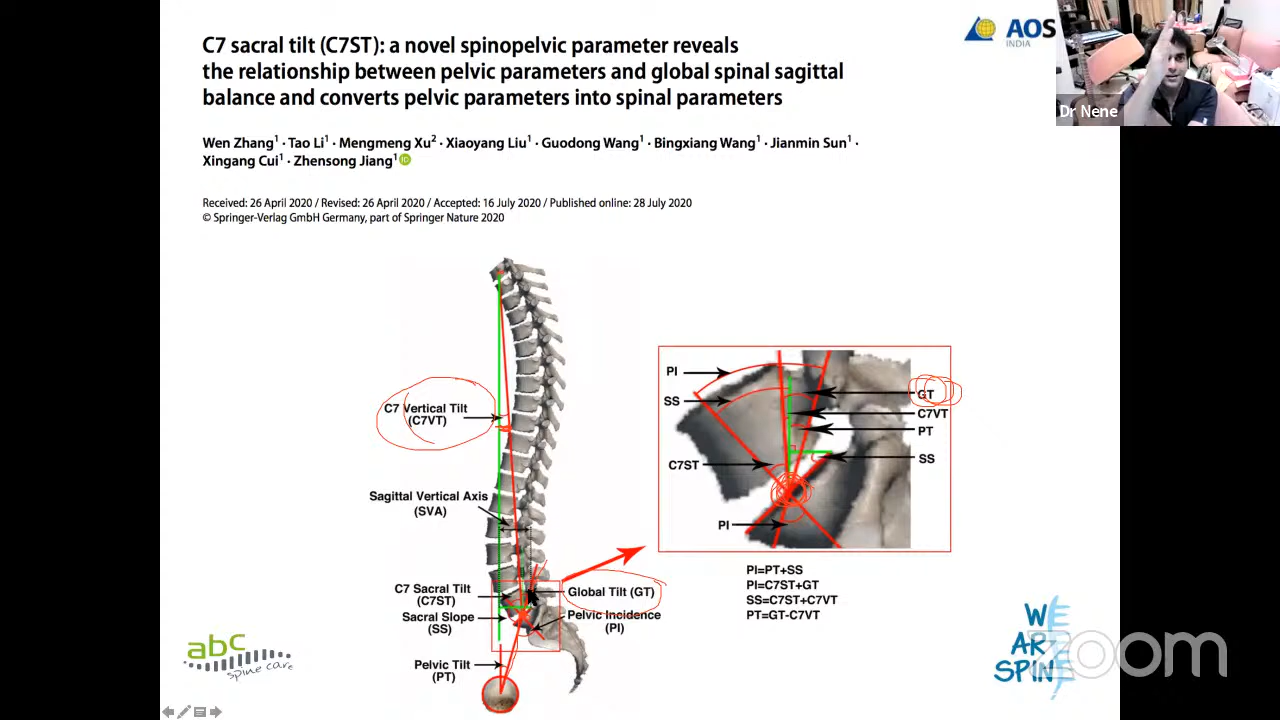 C7 sacral tilt (C7ST): a novel spinopelvic parameter reveals
the relationship between pelvic parameters and global spinal sagittal
balance and converts pelvic parameters into spinal parameters
AOS
INDIA
Dr Nene
Wen Zhang1 · Tao Li1 · Mengmeng Xu2 · Xiaoyang Liu1 · Guodong Wang1 · Bingxiang Wang1 · Jianmin Sun1 ·
Xingang Cui1 · Zhensong Jiang1 iD
Received: 26 April 2020 / Revised: 26 April 2020 / Accepted: 16 July 2020 / Published online: 28 July 2020
© Springer-Verlag GmbH Germany, part of Springer Nature 2020
C7 Vertical Tilt
(C7VT)
Sagittal Vertical Axis
(SVA)
C7 Sacral Tilt
(C7ST)
Sacral Slope
(SS)
Pelvic Tilt
(PT)
Global Tilt (GT)
Pelvic Incidence
(PI)
PI
SS
C7ST
PI
GT
C7VT
PT
SS
PI=PT+SS
PI=C7ST+GT
SS=C7ST+C7VT
PT=GT-C7VT
abc
spine care
WE
AR
SPIN
zoom